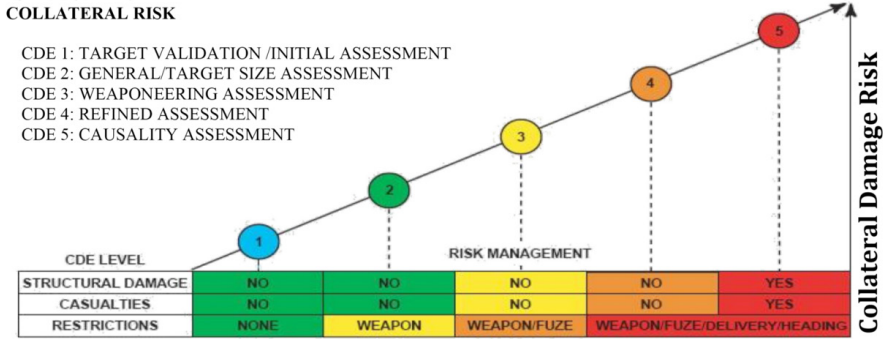 COLLATERAL RISK
CDE 1: TARGET VALIDATION /INITIAL ASSESSMENT
CDE 2: GENERAL/TARGET SIZE ASSESSMENT
CDE 3: WEAPONEERING ASSESSMENT
CDE 4: REFINED ASSESSMENT
CDE 5: CAUSALITY ASSESSMENT
1
2
3
4
5
Collateral Damage Risk
CDE LEVEL
RISK MANAGEMENT
STRUCTURAL DAMAGE NO NO NO NO YES
CASUALTIES NO NO NO NO YES
RESTRICTIONS NONE WEAPON WEAPON/FUZE WEAPON/FUZE/DELIVERY/HEADING